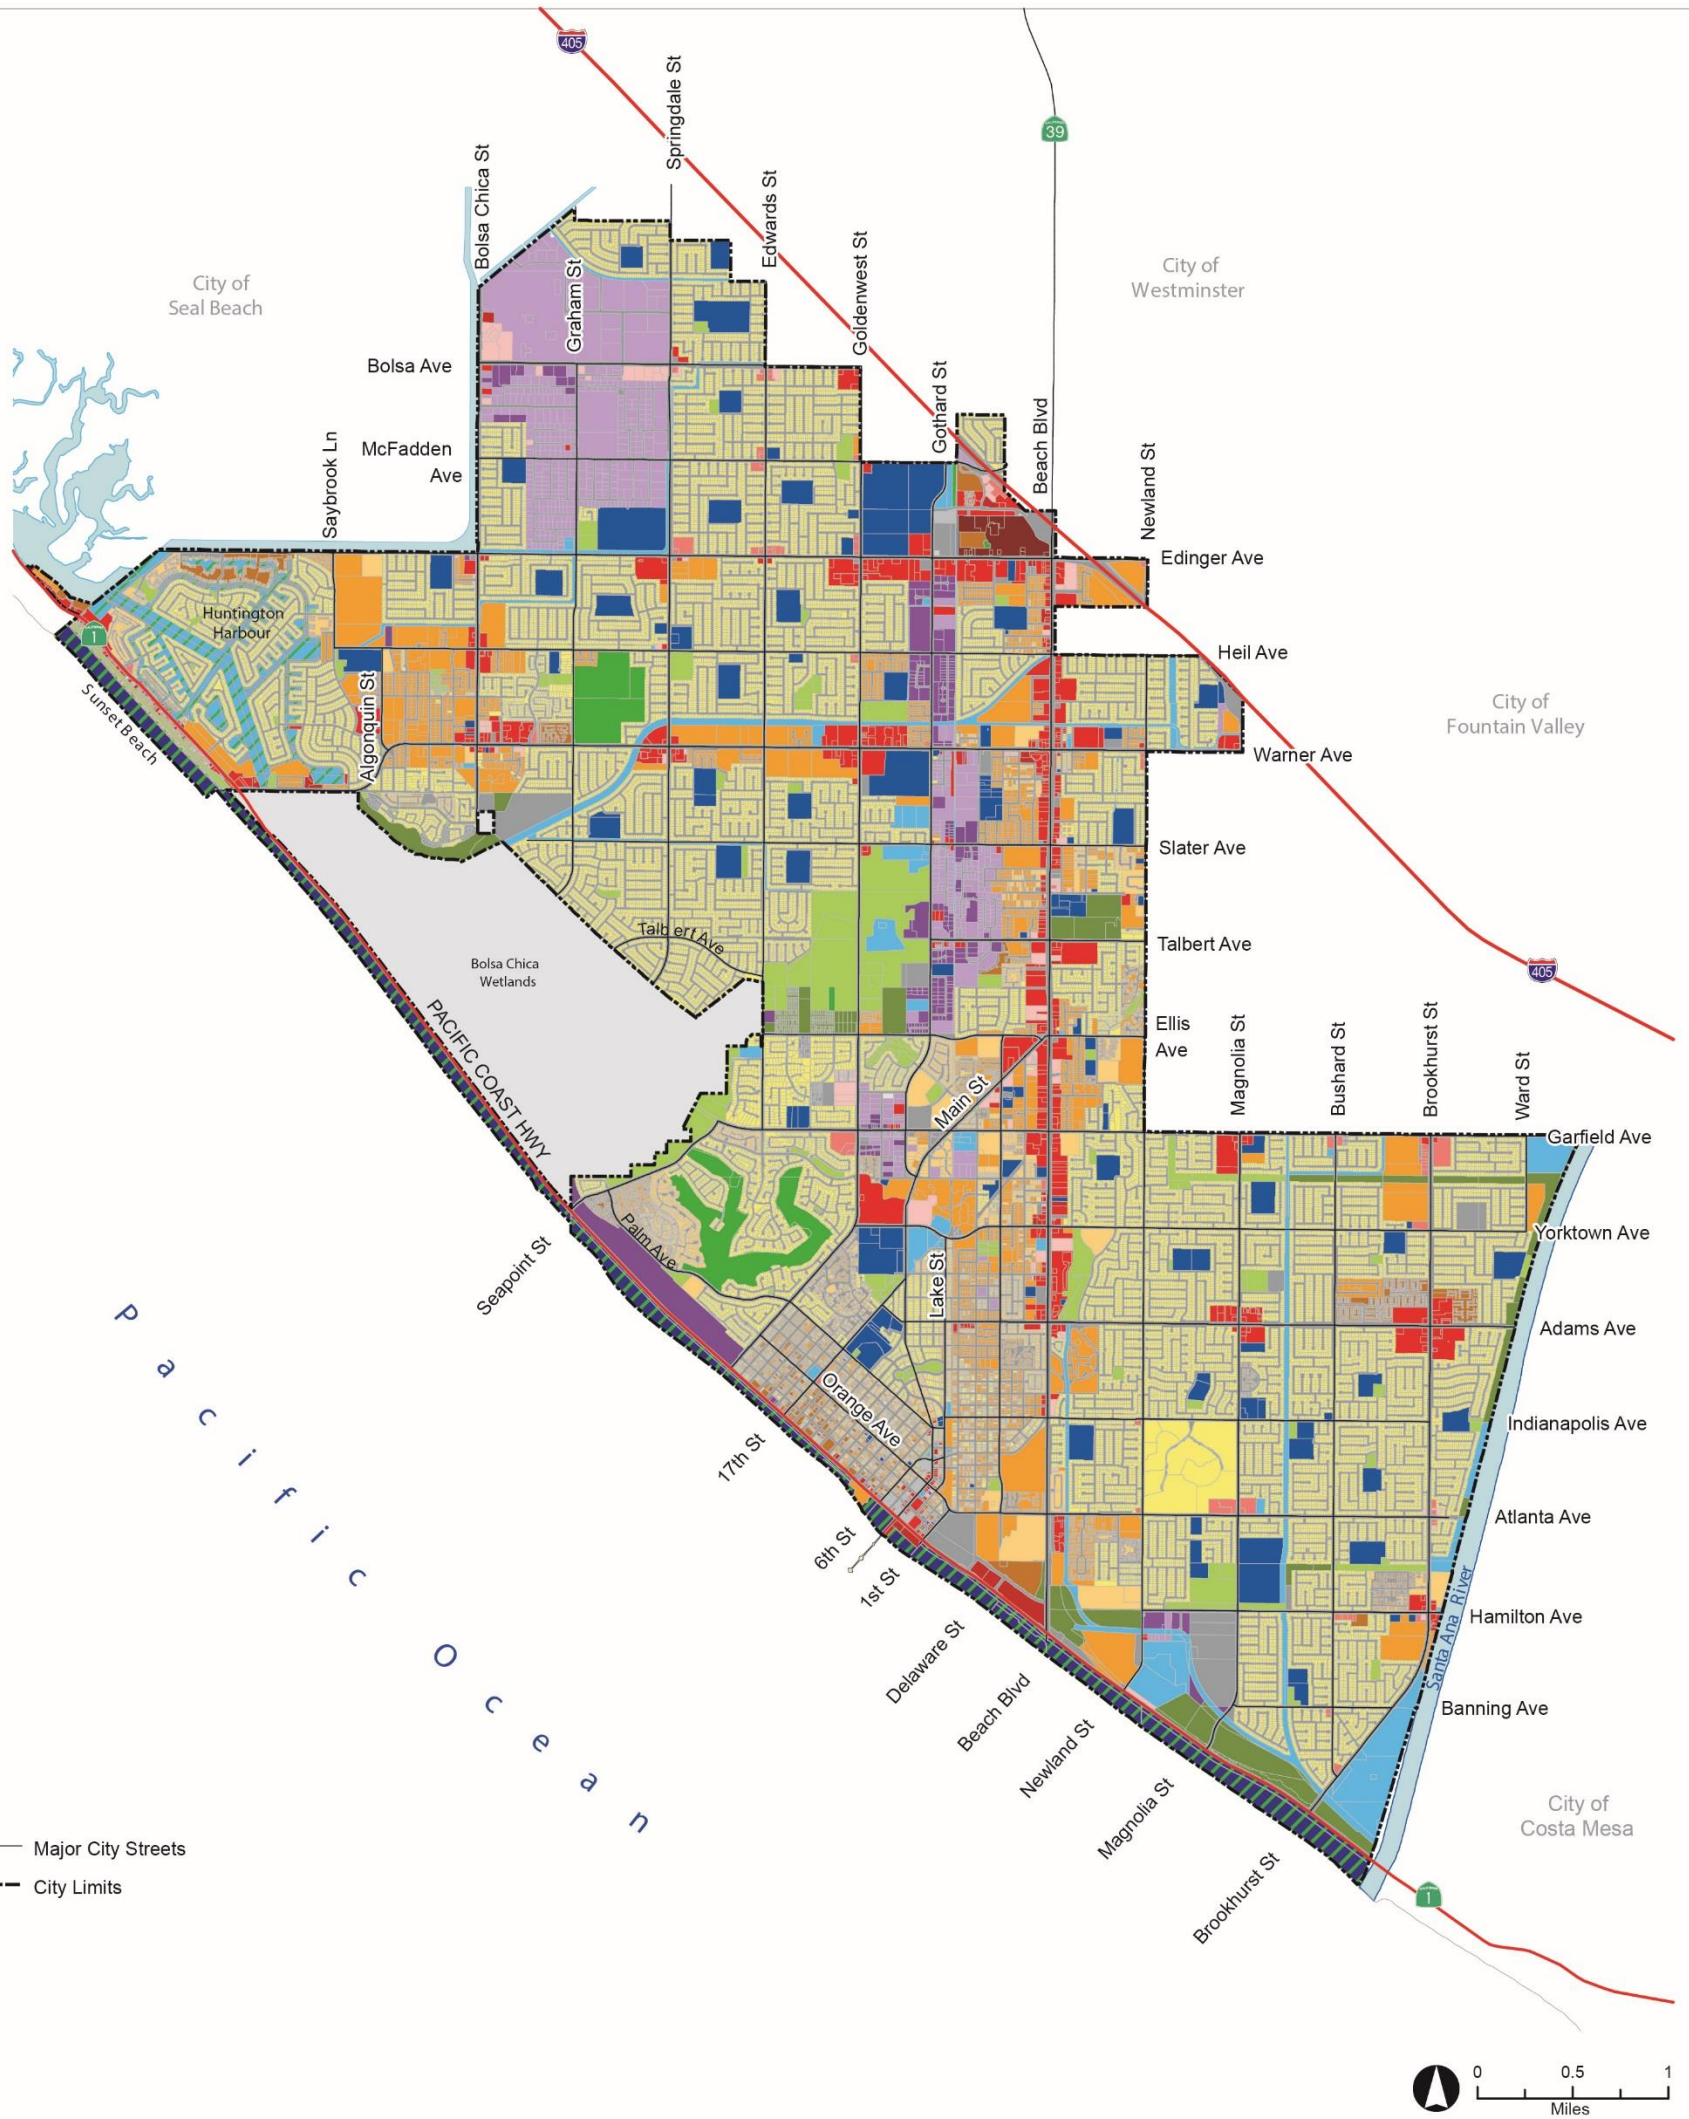 405
Springdale St
39
Bolsa Chica St
Edwards St
Goldenwest St
City of
Seal Beach
City of
Westminster
Graham St
Bolsa Ave
Gothard St
Beach Blvd
Saybrook Ln
McFadden
Ave
Newland St
Edinger Ave
Huntington
Harbour
1
Heil Ave
Algonquin St
Sunset Beach
City of
Fountain Valley
Warner Ave
Slater Ave
Talbert Ave
Talbert Ave
Bolsa Chica
Wetlands
405
PACIFIC COAST HWY
Ellis
Ave
Magnolia St
Bushard St
Brookhurst St
Ward St
Main St
Garfield Ave
Palm Ave
Seapoint St
Yorktown Ave
Lake St
Adams Ave
Pacific Ocean
Orange Ave
Indianapolis Ave
17th St
Atlanta Ave
6th St
1st St
Santa Ana River
Hamilton Ave
Delaware St
Beach Blvd
Banning Ave
Newland St
Magnolia St
City of
Costa Mesa
Major City Streets
City Limits
Brookhurst St
1
0 0.5 1
Miles